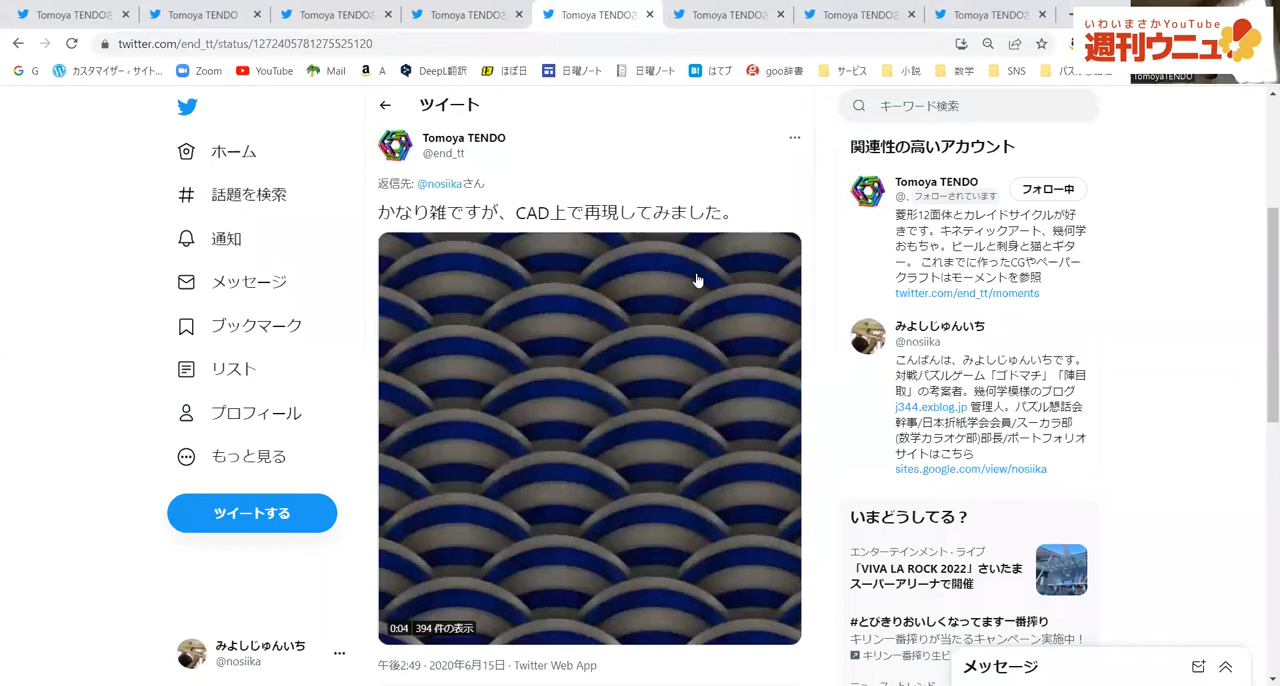 Tomoya TENDOさ
Tomoya TENDO
Tomoya TENDOさ
Tomoya TENDOさ
Tomoya TENDOさ
Tomoya TENDOさ
Tomoya TENDOさ
Tomoya TENDOさ
twitter.com/end_tt/status/1272405781275525120
いわいまさかYouTube
週刊ウニュ
TomoyaTENDO
G
カスタマイザー ‹ サイト...
Zoom
YouTube
Mail
A
DeepL翻訳
ほぼ日
日曜ノート
日曜ノート
はてブ
goo辞書
サービス
小説
数学
SNS
ホーム
話題を検索
通知
メッセージ
ブックマーク
リスト
プロフィール
もっと見る
ツイートする
みよしじゅんいち
@nosiika
ツイート
Tomoya TENDO
@end_tt
返信先: @nosiikaさん
かなり雑ですが、CAD上で再現してみました。
0:04 394 件の表示
午後2:49 · 2020年6月15日 · Twitter Web App
キーワード検索
関連性の高いアカウント
Tomoya TENDO
@. フォローされています
フォロー中
菱形12面体とカレイドサイクルが好
きです。キネティックアート、幾何学
おもちゃ。ビールと刺身と猫とギタ
ー。 これまでに作ったCGやペーパー
クラフトはモーメントを参照
twitter.com/end_tt/moments
みよしじゅんいち
@nosiika
こんばんは、みよしじゅんいちです。
対戦パズルゲーム「ゴドマチ」「陣目
取」の考案者。幾何学模様のブログ
j344.exblog.jp 管理人。パズル懇話会
幹事/日本折紙学会会員/スーカラ部
(数学カラオケ部)部長/ポートフォリオ
サイトはこちら
sites.google.com/view/nosiika
いまどうしてる？
エンターテインメント · ライブ
「VIVA LA ROCK 2022」さいたま
スーパーアリーナで開催
#とびきりおいしくなってます一番搾り
キリン一番搾りが当たるキャンペーン実施中！
キリン一番搾り生ビ
メッセージ